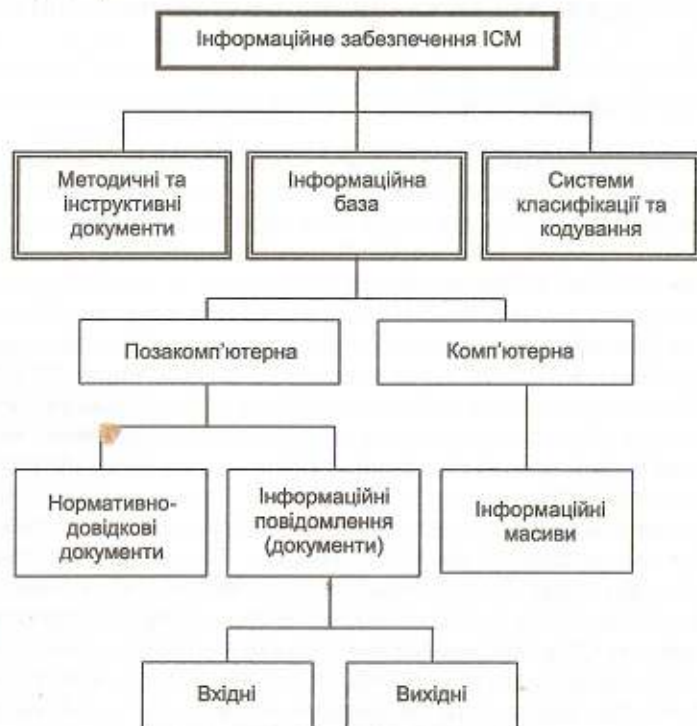 Інформаційне забезпечення ІСМ
Методичні та
інструктивні
документи
Інформаційна
база
Системи
класифікації та
кодування
Позакомп'ютерна
Комп'ютерна
Нормативно-
довідкові
документи
Інформаційні
повідомлення
(документи)
Інформаційні
масиви
Вхідні
Вихідні